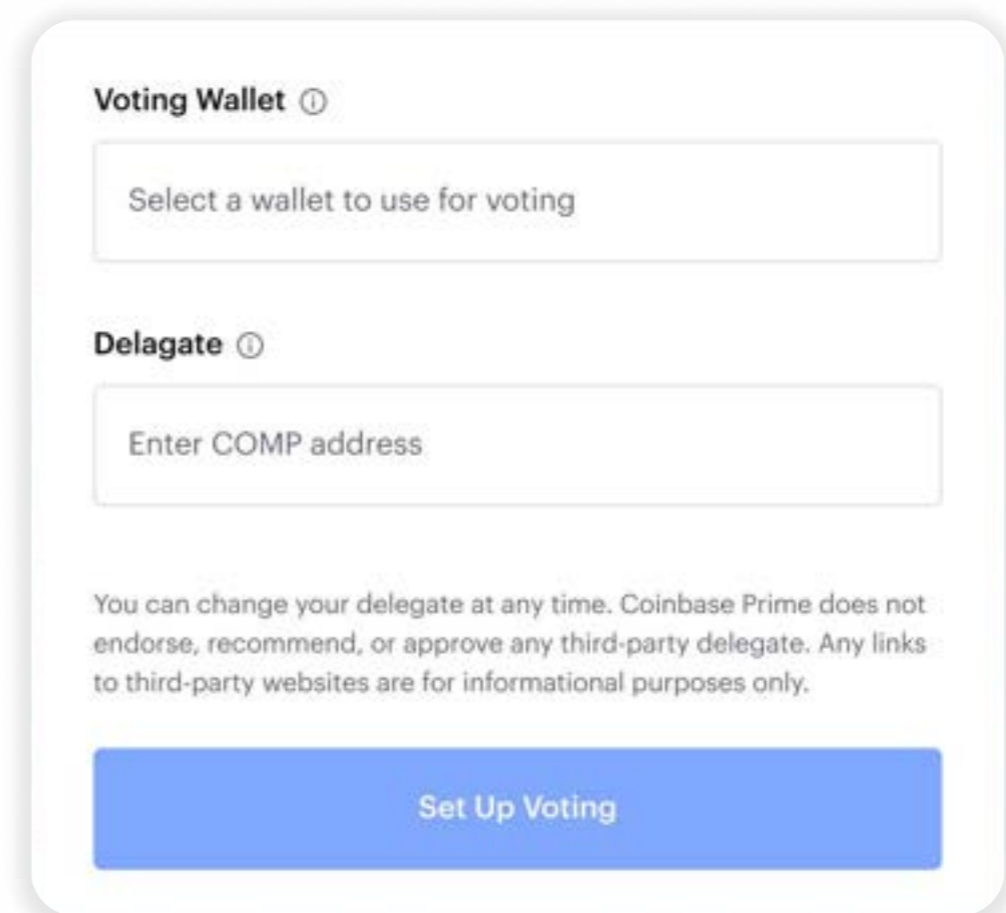 Voting Wallet
Select a wallet to use for voting
Delagate
Enter COMP address
You can change your delegate at any time. Coinbase Prime does not
endorse, recommend, or approve any third-party delegate. Any links
to third-party websites are for informational purposes only.
Set Up Voting